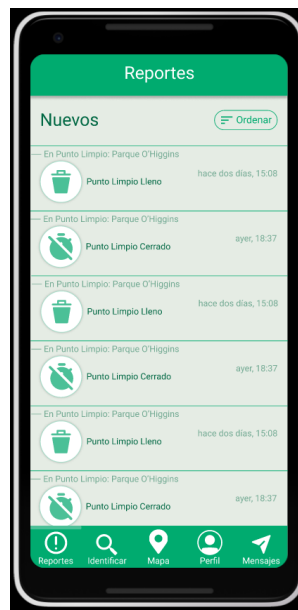 Reportes
Nuevos
Ordenar
En Punto Limpio: Parque O'Higgins
Punto Limpio Lleno
hace dos días, 15:08
En Punto Limpio: Parque O'Higgins
Punto Limpio Cerrado
ayer, 18:37
En Punto Limpio: Parque O'Higgins
Punto Limpio Lleno
hace dos días, 15:08
En Punto Limpio: Parque O'Higgins
Punto Limpio Cerrado
ayer, 18:37
En Punto Limpio: Parque O'Higgins
Punto Limpio Lleno
hace dos días, 15:08
En Punto Limpio: Parque O'Higgins
Punto Limpio Cerrado
ayer, 18:37
Reportes Identificar Mapa Perfil Mensajes